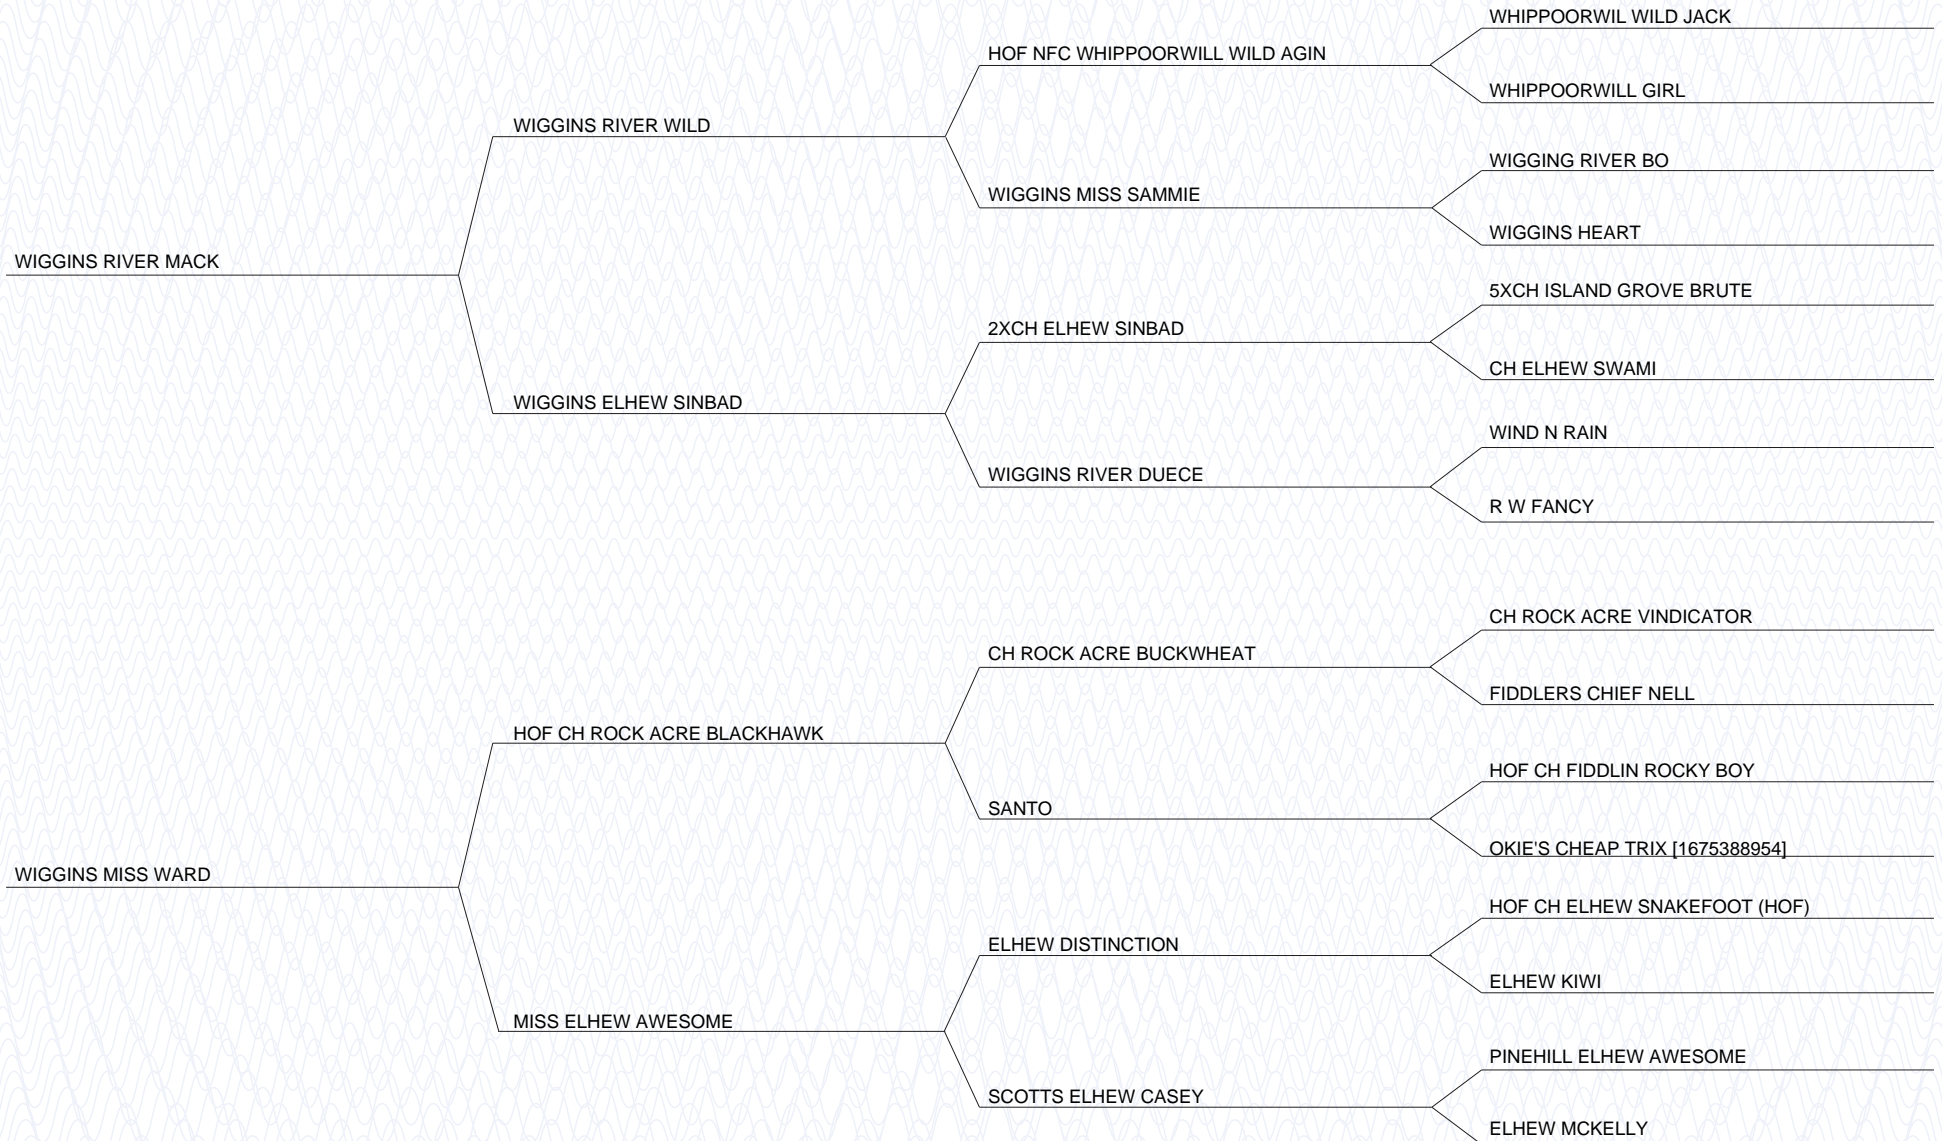 WHIPPOORWIL WILD JACK
HOF NFC WHIPPOORWILL WILD AGIN
WHIPPOORWILL GIRL
WIGGINS RIVER WILD
WIGGING RIVER BO
WIGGINS MISS SAMMIE
WIGGINS HEART
WIGGINS RIVER MACK
5XCH ISLAND GROVE BRUTE
2XCH ELHEW SINBAD
CH ELHEW SWAMI
WIGGINS ELHEW SINBAD
WIND N RAIN
WIGGINS RIVER DUECE
R W FANCY
CH ROCK ACRE VINDICATOR
CH ROCK ACRE BUCKWHEAT
FIDDLERS CHIEF NELL
HOF CH ROCK ACRE BLACKHAWK
HOF CH FIDDLIN ROCKY BOY
SANTO
OKIE'S CHEAP TRIX [1675388954]
WIGGINS MISS WARD
HOF CH ELHEW SNAKEFOOT (HOF)
ELHEW DISTINCTION
ELHEW KIWI
MISS ELHEW AWESOME
PINEHILL ELHEW AWESOME
SCOTTS ELHEW CASEY
ELHEW MCKELLY